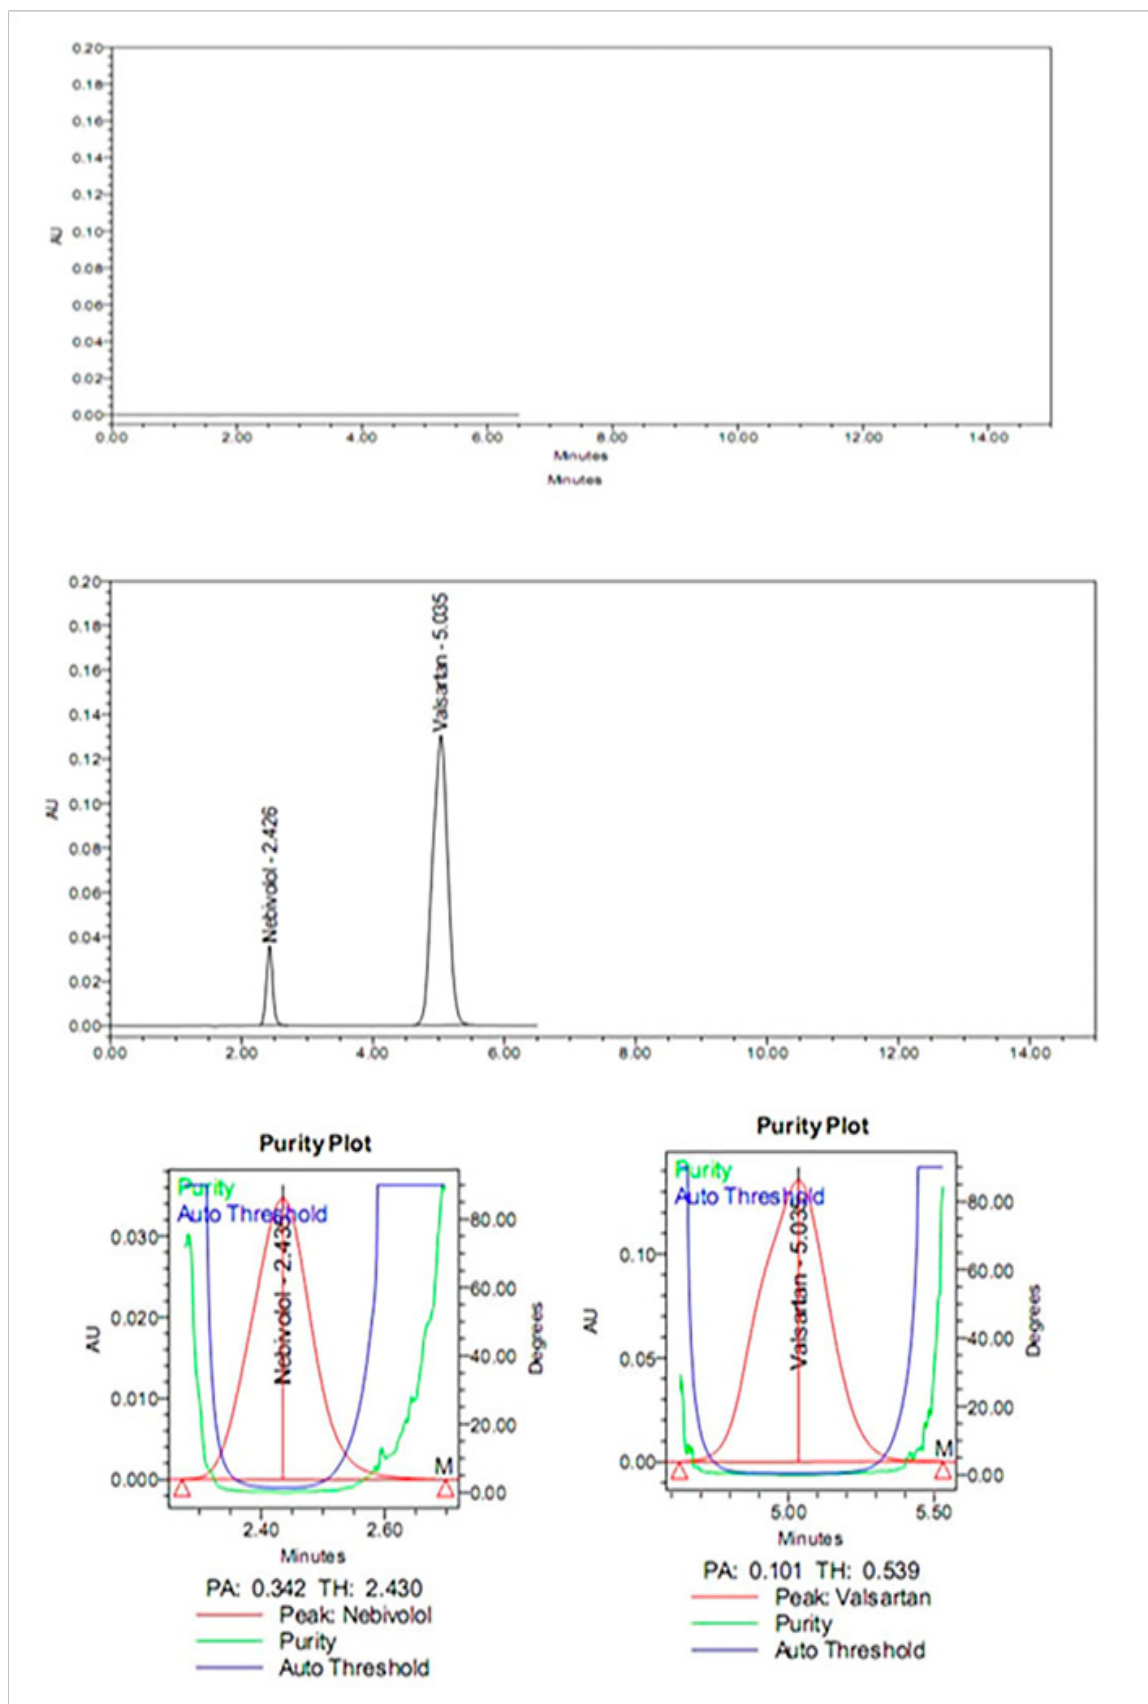 0.20
0.18
0.16
0.14
0.12
0.10
0.08
0.06
0.04
0.02
0.00
AU
0.00 2.00 4.00 6.00 8.00 10.00 12.00 14.00
Minutes
Minutes
0.20
0.18
0.16
0.14
0.12
0.10
0.08
0.06
0.04
0.02
0.00
AU
Nebivolol - 2.426
Valsartan - 5.035
0.00 2.00 4.00 6.00 8.00 10.00 12.00 14.00
Purity Plot
Purity
Auto Threshold
Nebivolol - 2.435
0.030
0.020
0.010
0.000
AU
80.00
60.00
40.00
20.00
0.00
Degrees
M
2.40 2.60
Minutes
PA: 0.342 TH: 2.430
Peak: Nebivolol
Purity
Auto Threshold
Purity Plot
Purity
Auto Threshold
Valsartan - 5.035
0.10
0.05
0.00
AU
80.00
60.00
40.00
20.00
0.00
Degrees
M
5.00 5.50
Minutes
PA: 0.101 TH: 0.539
Peak: Valsartan
Purity
Auto Threshold